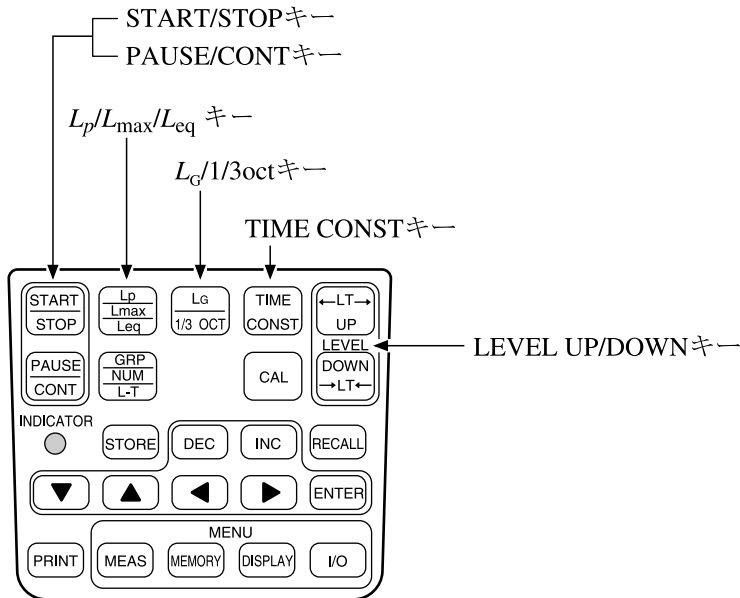 START/STOPキー
PAUSE/CONTキー
Lp/Lmax/Leq キー
LG/1/3octキー
TIME CONSTキー
START
STOP
Lp
Lmax
Leq
LG
1/3 OCT
TIME
CONST
←LT→
UP
LEVEL
DOWN
→LT←
LEVEL UP/DOWNキー
PAUSE
CONT
GRP
NUM
L-T
CAL
INDICATOR
STORE
DEC
INC
RECALL
▼
▲
◀
▶
ENTER
MENU
PRINT
MEAS
MEMORY
DISPLAY
I/O